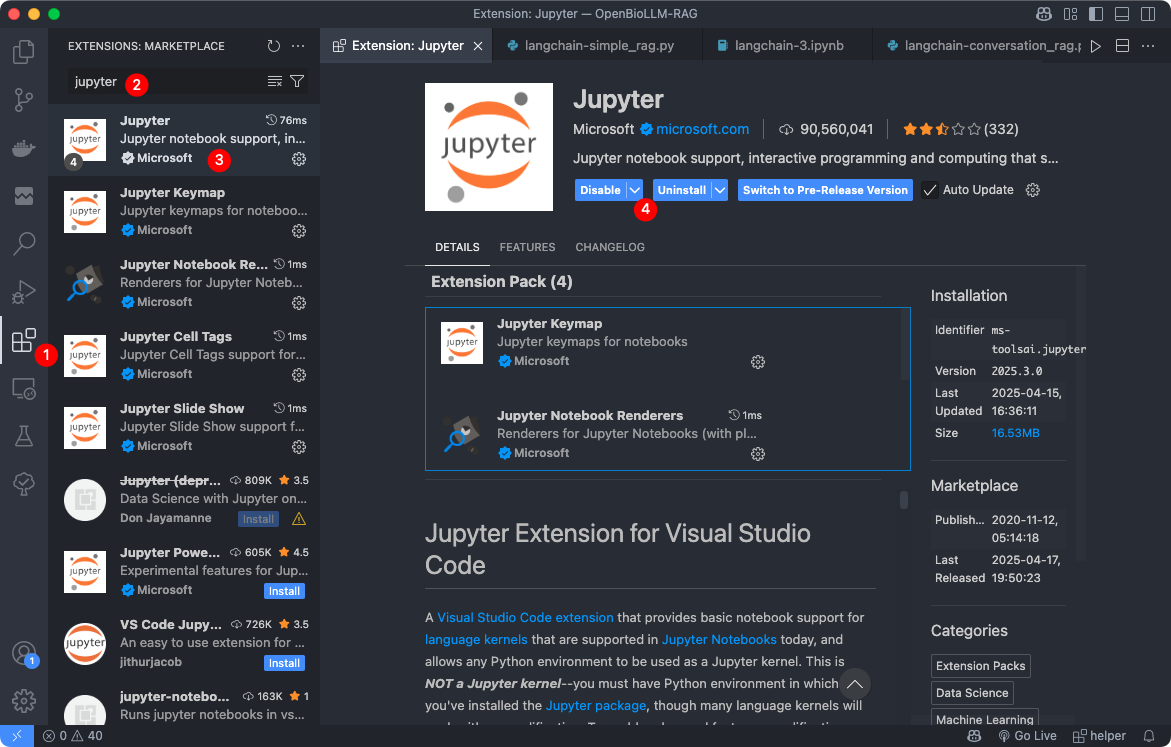 Extension: Jupyter — OpenBioLLM-RAG
EXTENSIONS: MARKETPLACE
Extension: Jupyter
langchain-simple_rag.py
langchain-3.ipynb
langchain-conversation_rag.p
jupyter
2
Jupyter
76ms
Jupyter notebook support, in...
Microsoft
4
3
Jupyter Keymap
Jupyter keymaps for noteboo...
Microsoft
Jupyter Notebook Re...
1ms
Renderers for Jupyter Noteb...
Microsoft
1
Jupyter Cell Tags
1ms
Jupyter Cell Tags support for...
Microsoft
Jupyter Slide Show
1ms
Jupyter Slide Show support f...
Microsoft
Jupyter (depr...
809K
3.5
Data Science with Jupyter on...
Don Jayamanne
Install
Jupyter Powe...
605K
4.5
Experimental features for Jup...
Microsoft
Install
VS Code Jupy...
726K
3.5
An easy to use extension for ...
jithurjacob
Install
jupyter-notebo...
163K
1
Runs jupyter notebooks in vs...
1
jupyter
Jupyter
Microsoft
microsoft.com
90,560,041
(332)
Jupyter notebook support, interactive programming and computing that s...
Disable
Uninstall
Switch to Pre-Release Version
Auto Update
4
DETAILS
FEATURES
CHANGELOG
Extension Pack (4)
Jupyter Keymap
Jupyter keymaps for notebooks
Microsoft
Jupyter Notebook Renderers
1ms
Renderers for Jupyter Notebooks (with pl...
Microsoft
Jupyter Extension for Visual Studio
Code
A Visual Studio Code extension that provides basic notebook support for
language kernels that are supported in Jupyter Notebooks today, and
allows any Python environment to be used as a Jupyter kernel. This is
NOT a Jupyter kernel--you must have Python environment in which
you've installed the Jupyter package, though many language kernels will
Installation
Identifier
ms-
toolsai.jupyter
Version
2025.3.0
Last
Updated
2025-04-15,
16:36:11
Size
16.53MB
Marketplace
Publish...
2020-11-12,
05:14:18
Last
Released
2025-04-17,
19:50:23
Categories
Extension Packs
Data Science
Machine Learning
0
40
Go Live
helper